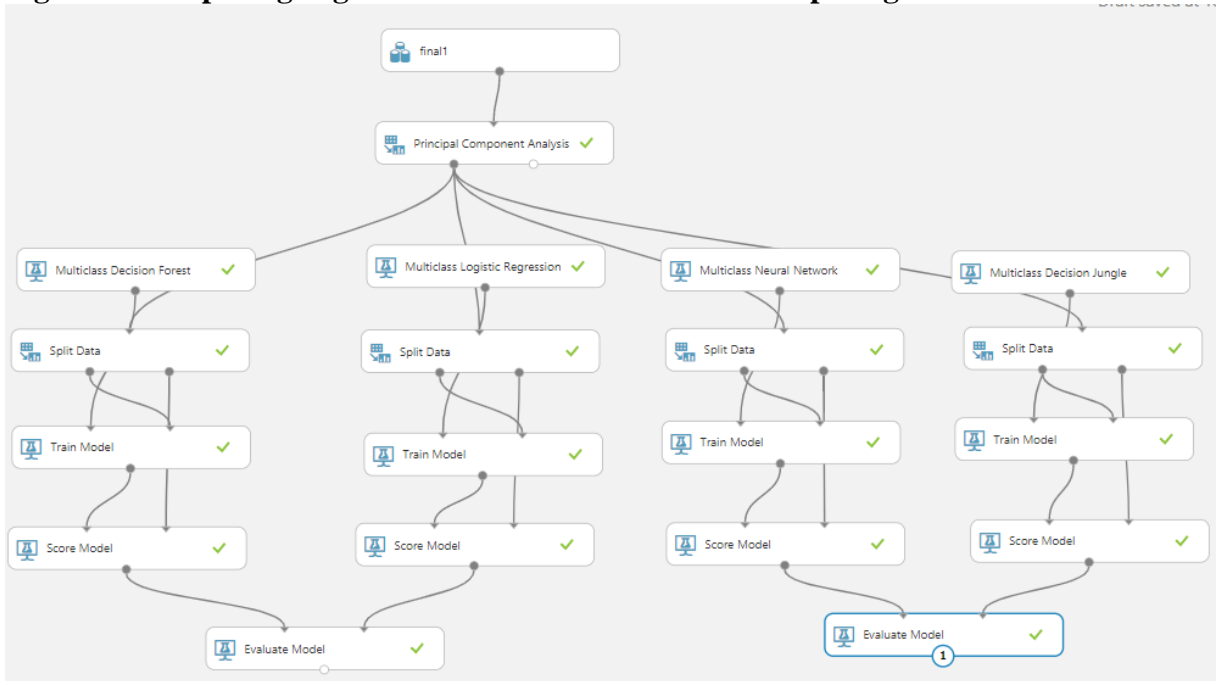 final1
Principal Component Analysis
Multiclass Decision Forest
Multiclass Logistic Regression
Multiclass Neural Network
Multiclass Decision Jungle
Split Data
Split Data
Split Data
Split Data
Train Model
Train Model
Train Model
Train Model
Score Model
Score Model
Score Model
Score Model
Evaluate Model
Evaluate Model
1